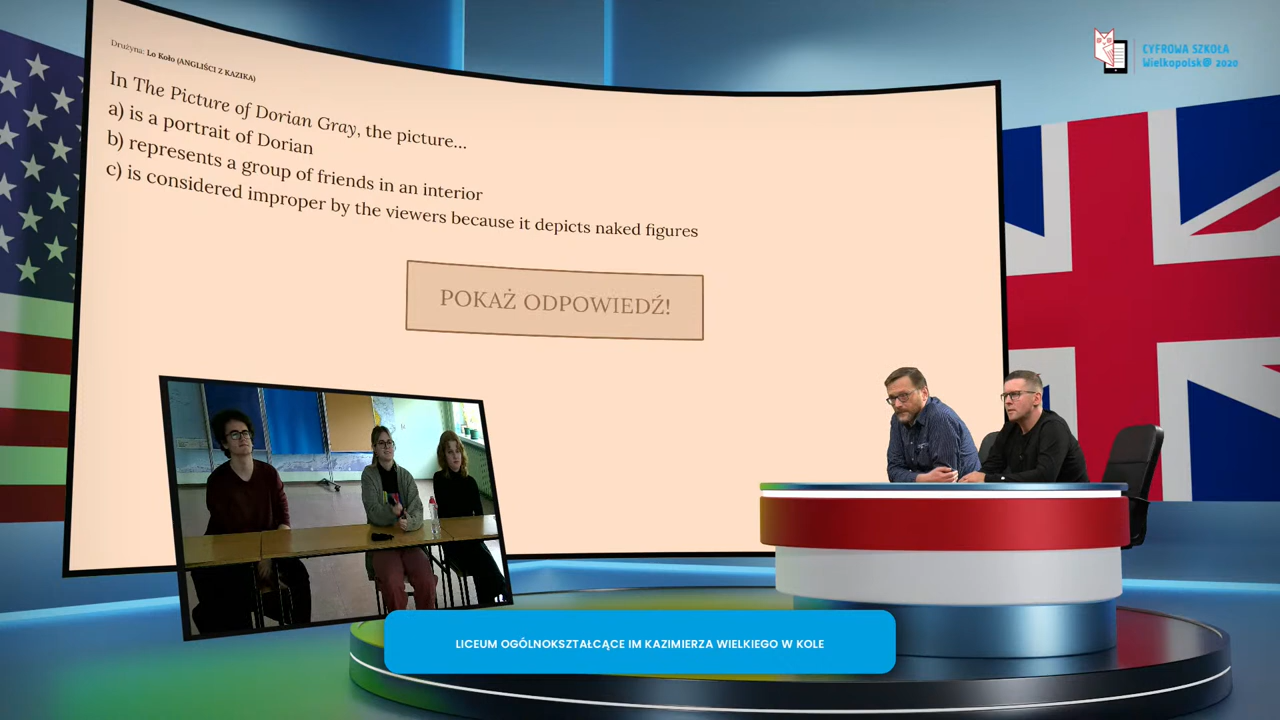 Drużyna: Lo Koło (ANGLIŚCI Z KAZIKA)
In The Picture of Dorian Gray, the picture...
a) is a portrait of Dorian
b) represents a group of friends in an interior
c) is considered improper by the viewers because it depicts naked figures
POKAŻ ODPOWIEDŹ!
CYFROWA SZKOŁA
Wielkopolsk@ 2020
LICEUM OGÓLNOKSZTAŁCĄCE IM KAZIMIERZA WIELKIEGO W KOLE